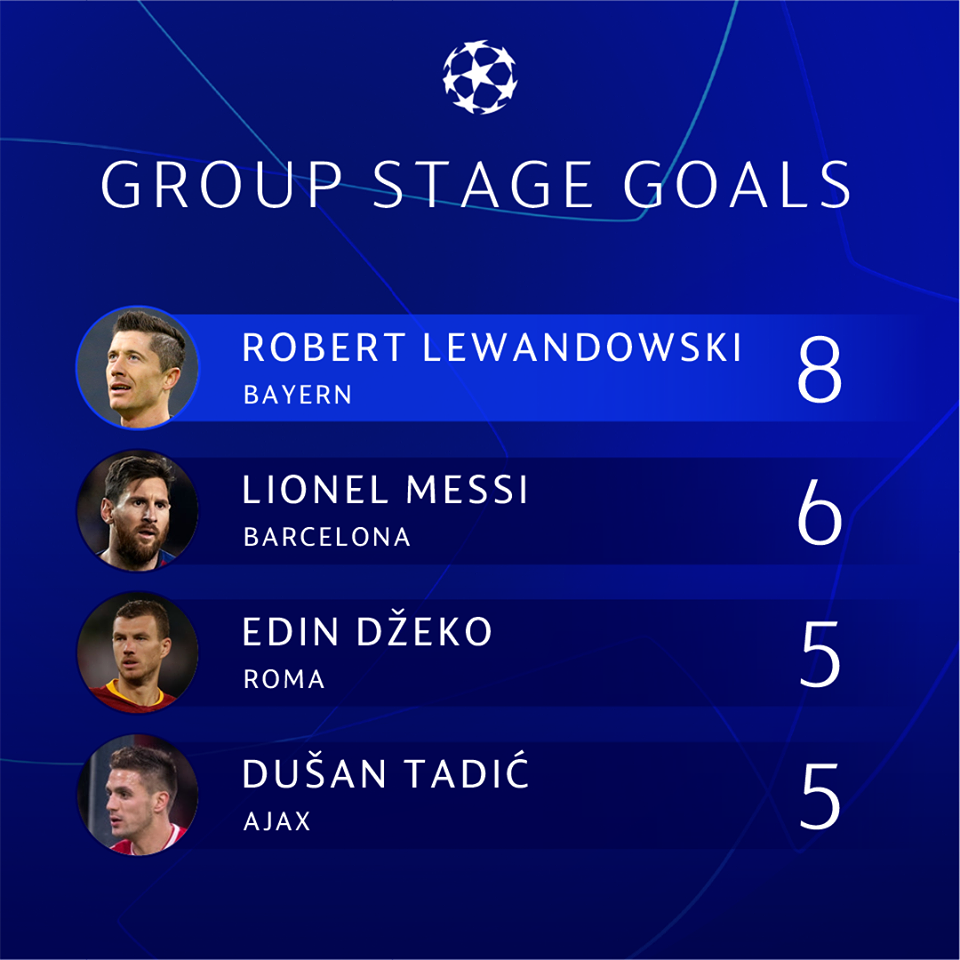 GROUP STAGE GOALS
ROBERT LEWANDOWSKI
BAYERN
8
LIONEL MESSI
BARCELONA
6
EDIN DŽEKO
ROMA
5
DUŠAN TADIĆ
AJAX
5